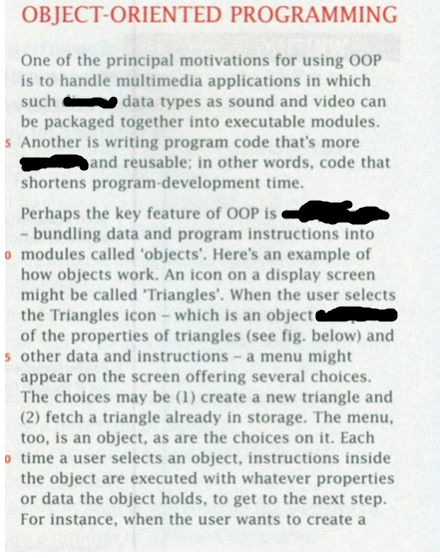 OBJECT-ORIENTED PROGRAMMING
One of the principal motivations for using OOP
is to handle multimedia applications in which
such data types as sound and video can
be packaged together into executable modules.
5 Another is writing program code that's more
and reusable; in other words, code that
shortens program-development time.
Perhaps the key feature of OOP is
– bundling data and program instructions into
0 modules called 'objects'. Here's an example of
how objects work. An icon on a display screen
might be called 'Triangles'. When the user selects
the Triangles icon – which is an object
of the properties of triangles (see fig. below) and
5 other data and instructions – a menu might
appear on the screen offering several choices.
The choices may be (1) create a new triangle and
(2) fetch a triangle already in storage. The menu,
too, is an object, as are the choices on it. Each
0 time a user selects an object, instructions inside
the object are executed with whatever properties
or data the object holds, to get to the next step.
For instance, when the user wants to create a